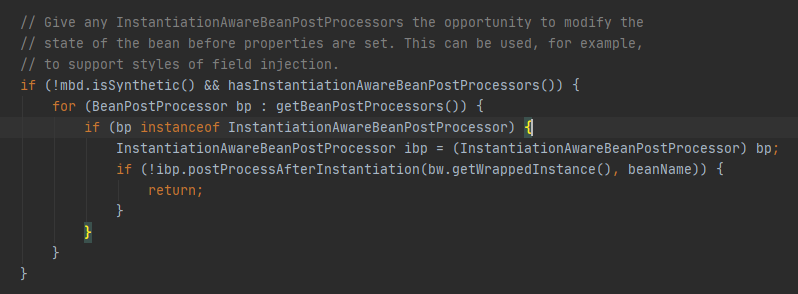 // Give any InstantiationAwareBeanPostProcessors the opportunity to modify the
// state of the bean before properties are set. This can be used, for example,
// to support styles of field injection.
if (!mbd.isSynthetic() && hasInstantiationAwareBeanPostProcessors()) {
    for (BeanPostProcessor bp : getBeanPostProcessors()) {
        if (bp instanceof InstantiationAwareBeanPostProcessor) {
            InstantiationAwareBeanPostProcessor ibp = (InstantiationAwareBeanPostProcessor) bp;
            if (!ibp.postProcessAfterInstantiation(bw.getWrappedInstance(), beanName)) {
                return;
            }
        }
    }
}